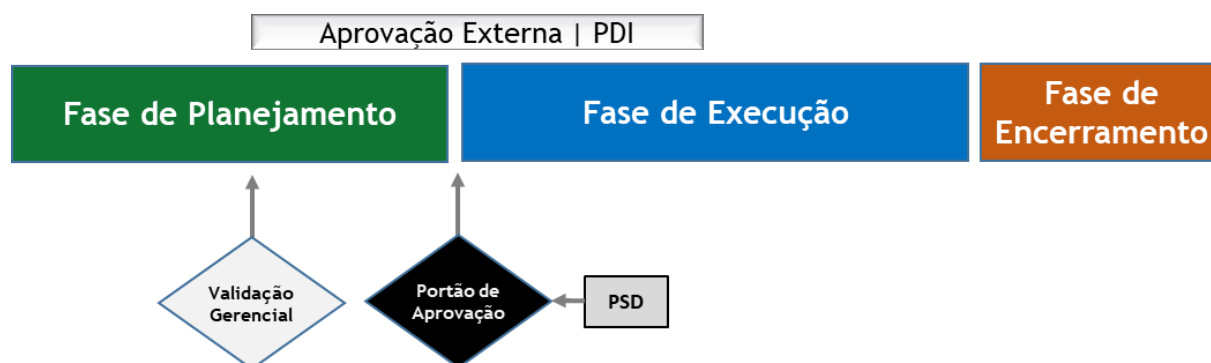 Aprovação Externa | PDI
Fase de Planejamento
Fase de Execução
Fase de
Encerramento
Validação
Gerencial
Portão de
Aprovação
PSD